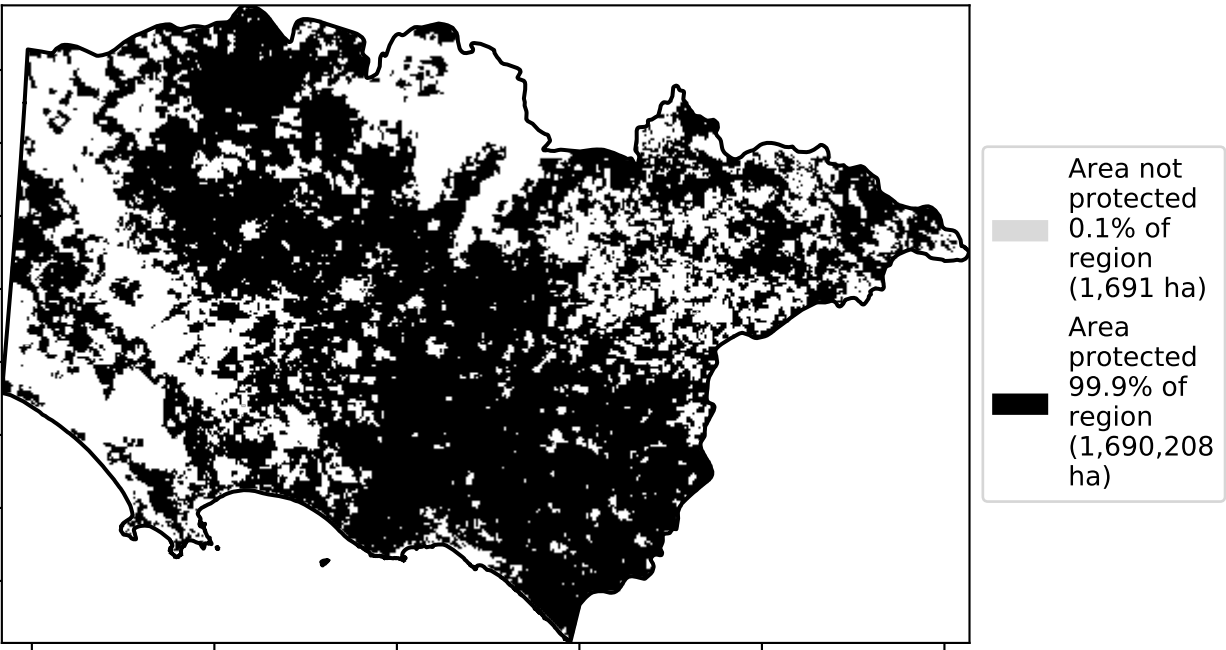 Area not
protected
0.1% of
region
(1,691 ha)
Area
protected
99.9% of
region
(1,690,208
ha)